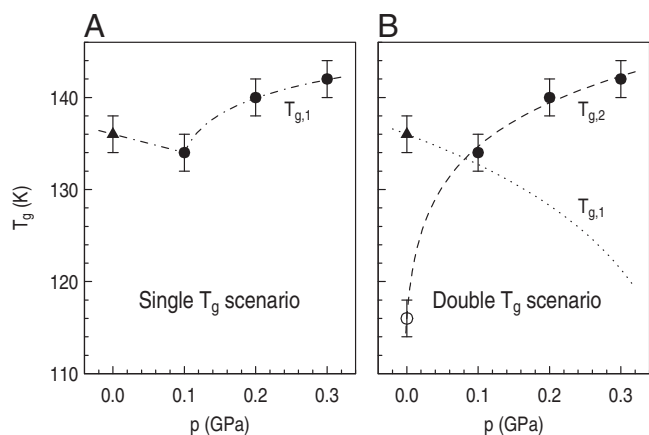 A
B
T_g (K)
140
130
120
110
T_g,1
Single T_g scenario
0.0 0.1 0.2 0.3
p (GPa)
T_g,2
T_g,1
Double T_g scenario
0.0 0.1 0.2 0.3
p (GPa)